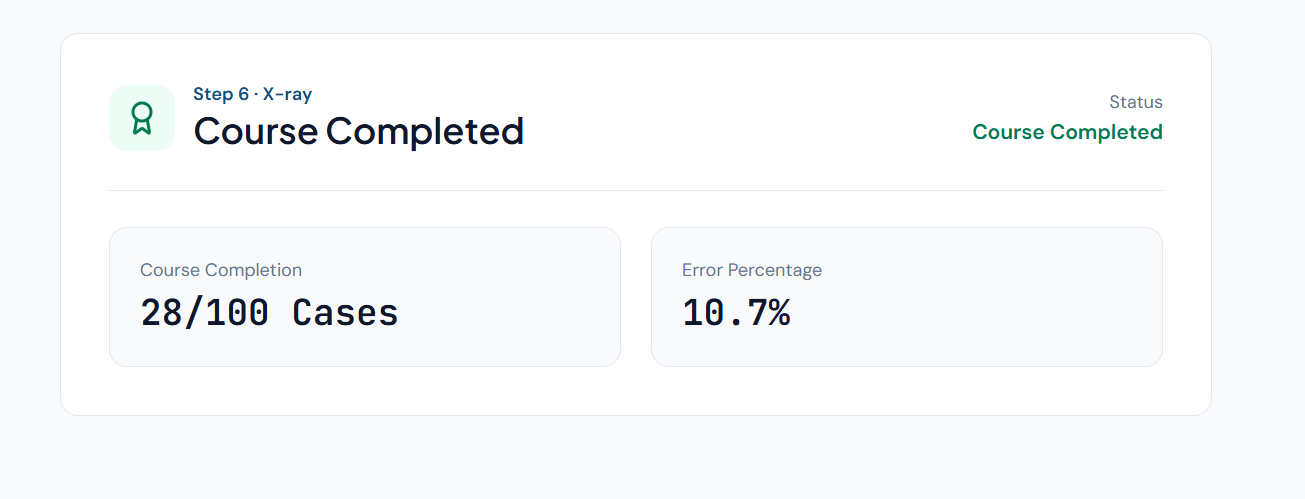 Step 6 · X-ray
Course Completed
Status
Course Completed
Course Completion
28/100 Cases
Error Percentage
10.7%